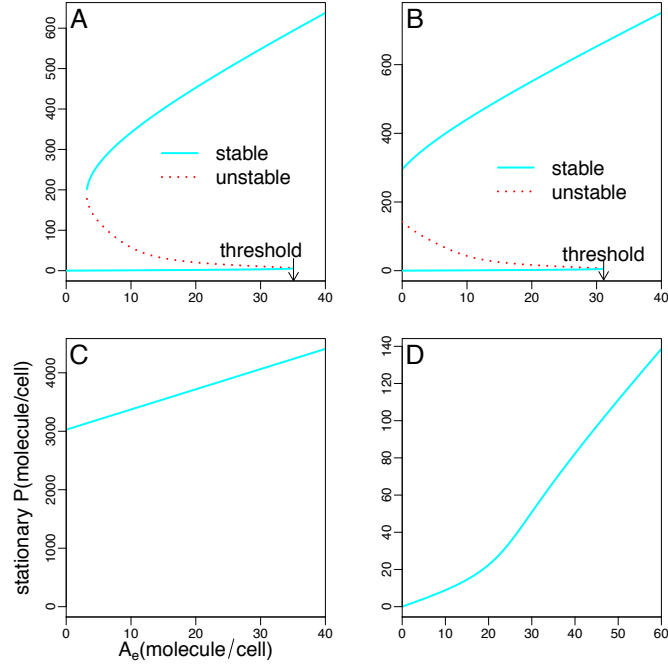 A
0 100 200 300 400 500 600
stable
unstable
threshold
0 10 20 30 40
B
0 200 400 600
stable
unstable
threshold
0 10 20 30 40
C
0 1000 2000 3000 4000
stationary P(molecule/cell)
0 10 20 30 40
A_e(molecule/cell)
D
0 20 40 60 80 100 120 140
0 10 20 30 40 50 60